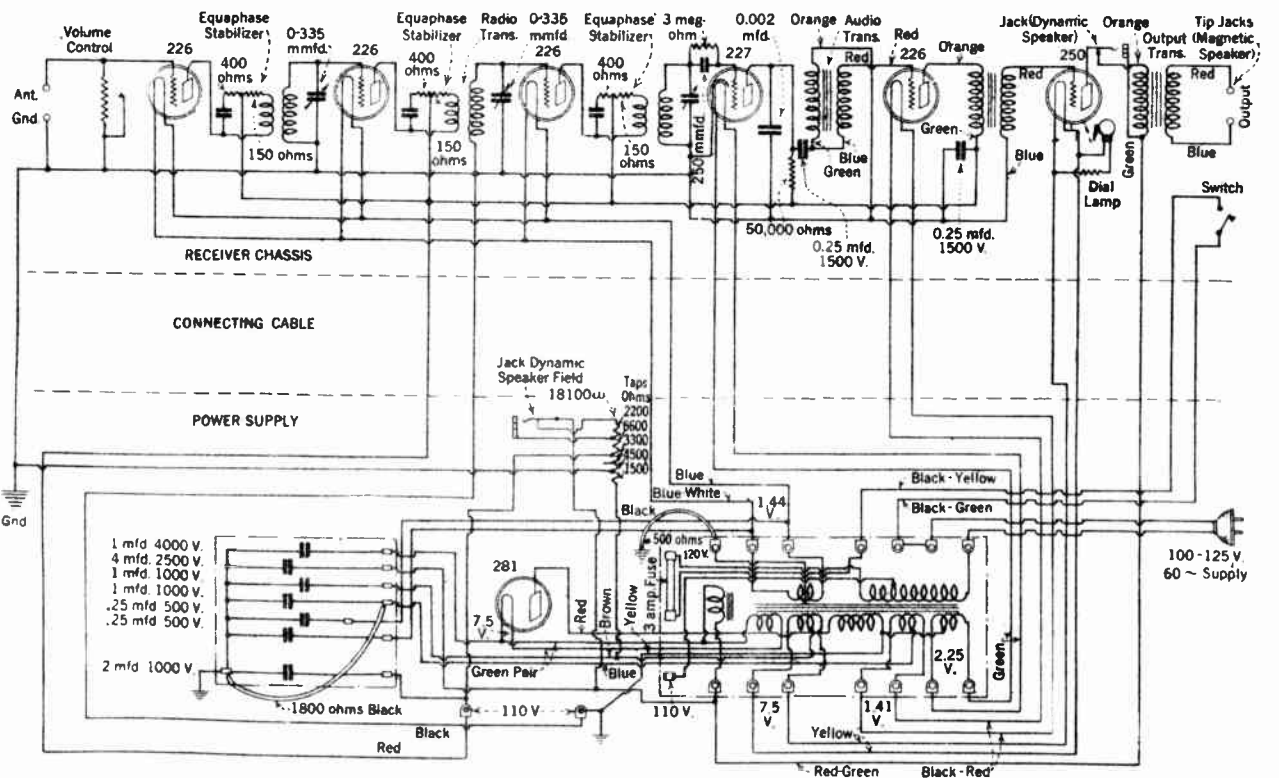 Volume
Control
226
Equaphase
Stabilizer
400
ohms
150 ohms
0-335
mmfd.
226
Equaphase
Stabilizer
400
ohms
150
ohms
Radio
Trans.
0-335
mmfd.
226
Equaphase
Stabilizer
400
ohms
150
ohms
3 meg-
ohm
250 mmfd.
227
0.002
mfd.
Orange
Audio
Trans.
Red
Blue
Green
50,000 ohms
0.25 mfd.
1500 V.
Red
226
Orange
Green
0.25 mfd.
1500 V.
Red
Blue
Jack (Dynamic
Speaker)
250
Dial
Lamp
Orange
Output
Trans.
Green
Tip Jacks
(Magnetic
Speaker)
Red
Blue
Output
Ant.
Gnd.
Switch
RECEIVER CHASSIS
CONNECTING CABLE
POWER SUPPLY
Jack Dynamic
Speaker Field
18100ω
Taps
Ohms
2200
6600
3300
4500
1500
Gnd
Blue
Blue White
Black
1.44
V.
Black-Yellow
Black-Green
500 ohms
120V.
3 amp. Fuse
100-125 V.
60 ~ Supply
1 mfd 4000 V.
4 mfd. 2500 V.
1 mfd. 1000 V.
1 mfd. 1000 V.
.25 mfd 500 V.
.25 mfd 500 V.
2 mfd 1000 V.
281
7.5
V.
Red
Brown
Yellow
Green Pair
Blue
2.25
V.
Green
1800 ohms Black
110 V.
Black
Red
110 V.
7.5
V.
1.41
V.
Yellow
Red-Green
Black-Red